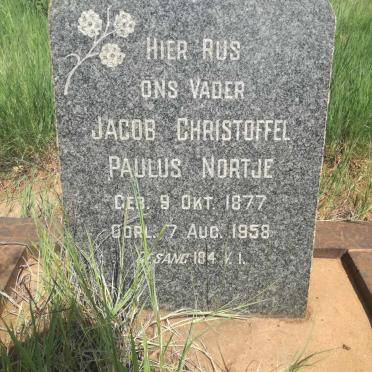 HIER RUS
ONS VADER
JACOB CHRISTOFFEL
PAULUS NORTJE
GEB. 9 OKT. 1877
OORL. 7 AUG. 1958
GESANG 184 V.1.